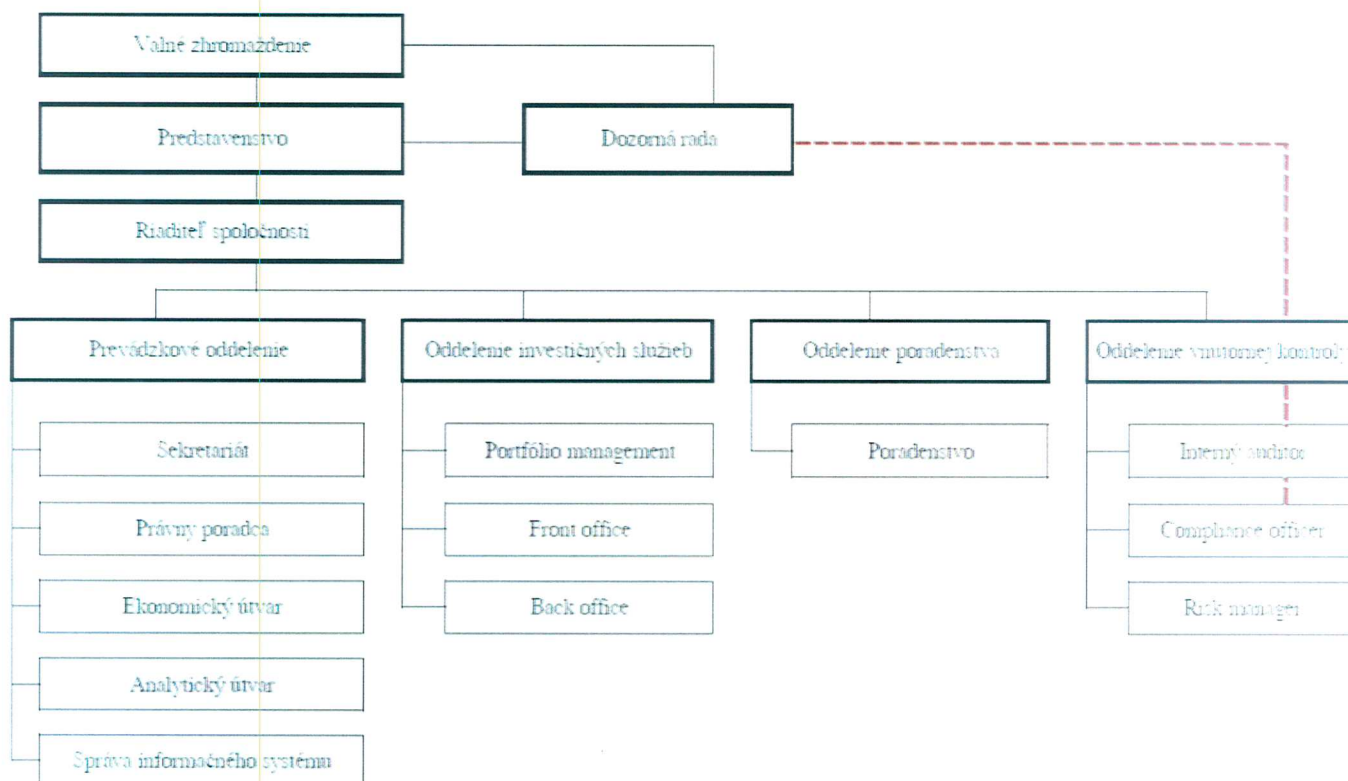 Valné zhromaždenie
Predstavenstvo
Dozorná rada
Riaditeľ spoločnosti
Prevádzkové oddelenie
Oddelenie investičných služieb
Oddelenie poradenstva
Oddelenie vnutornej kontroly
Sekretariát
Portfólio management
Poradenstvo
Interný auditor
Právny poradca
Front office
Compliance officer
Ekonomický útvar
Back office
Risk manager
Analytický útvar
Správa informačného systému